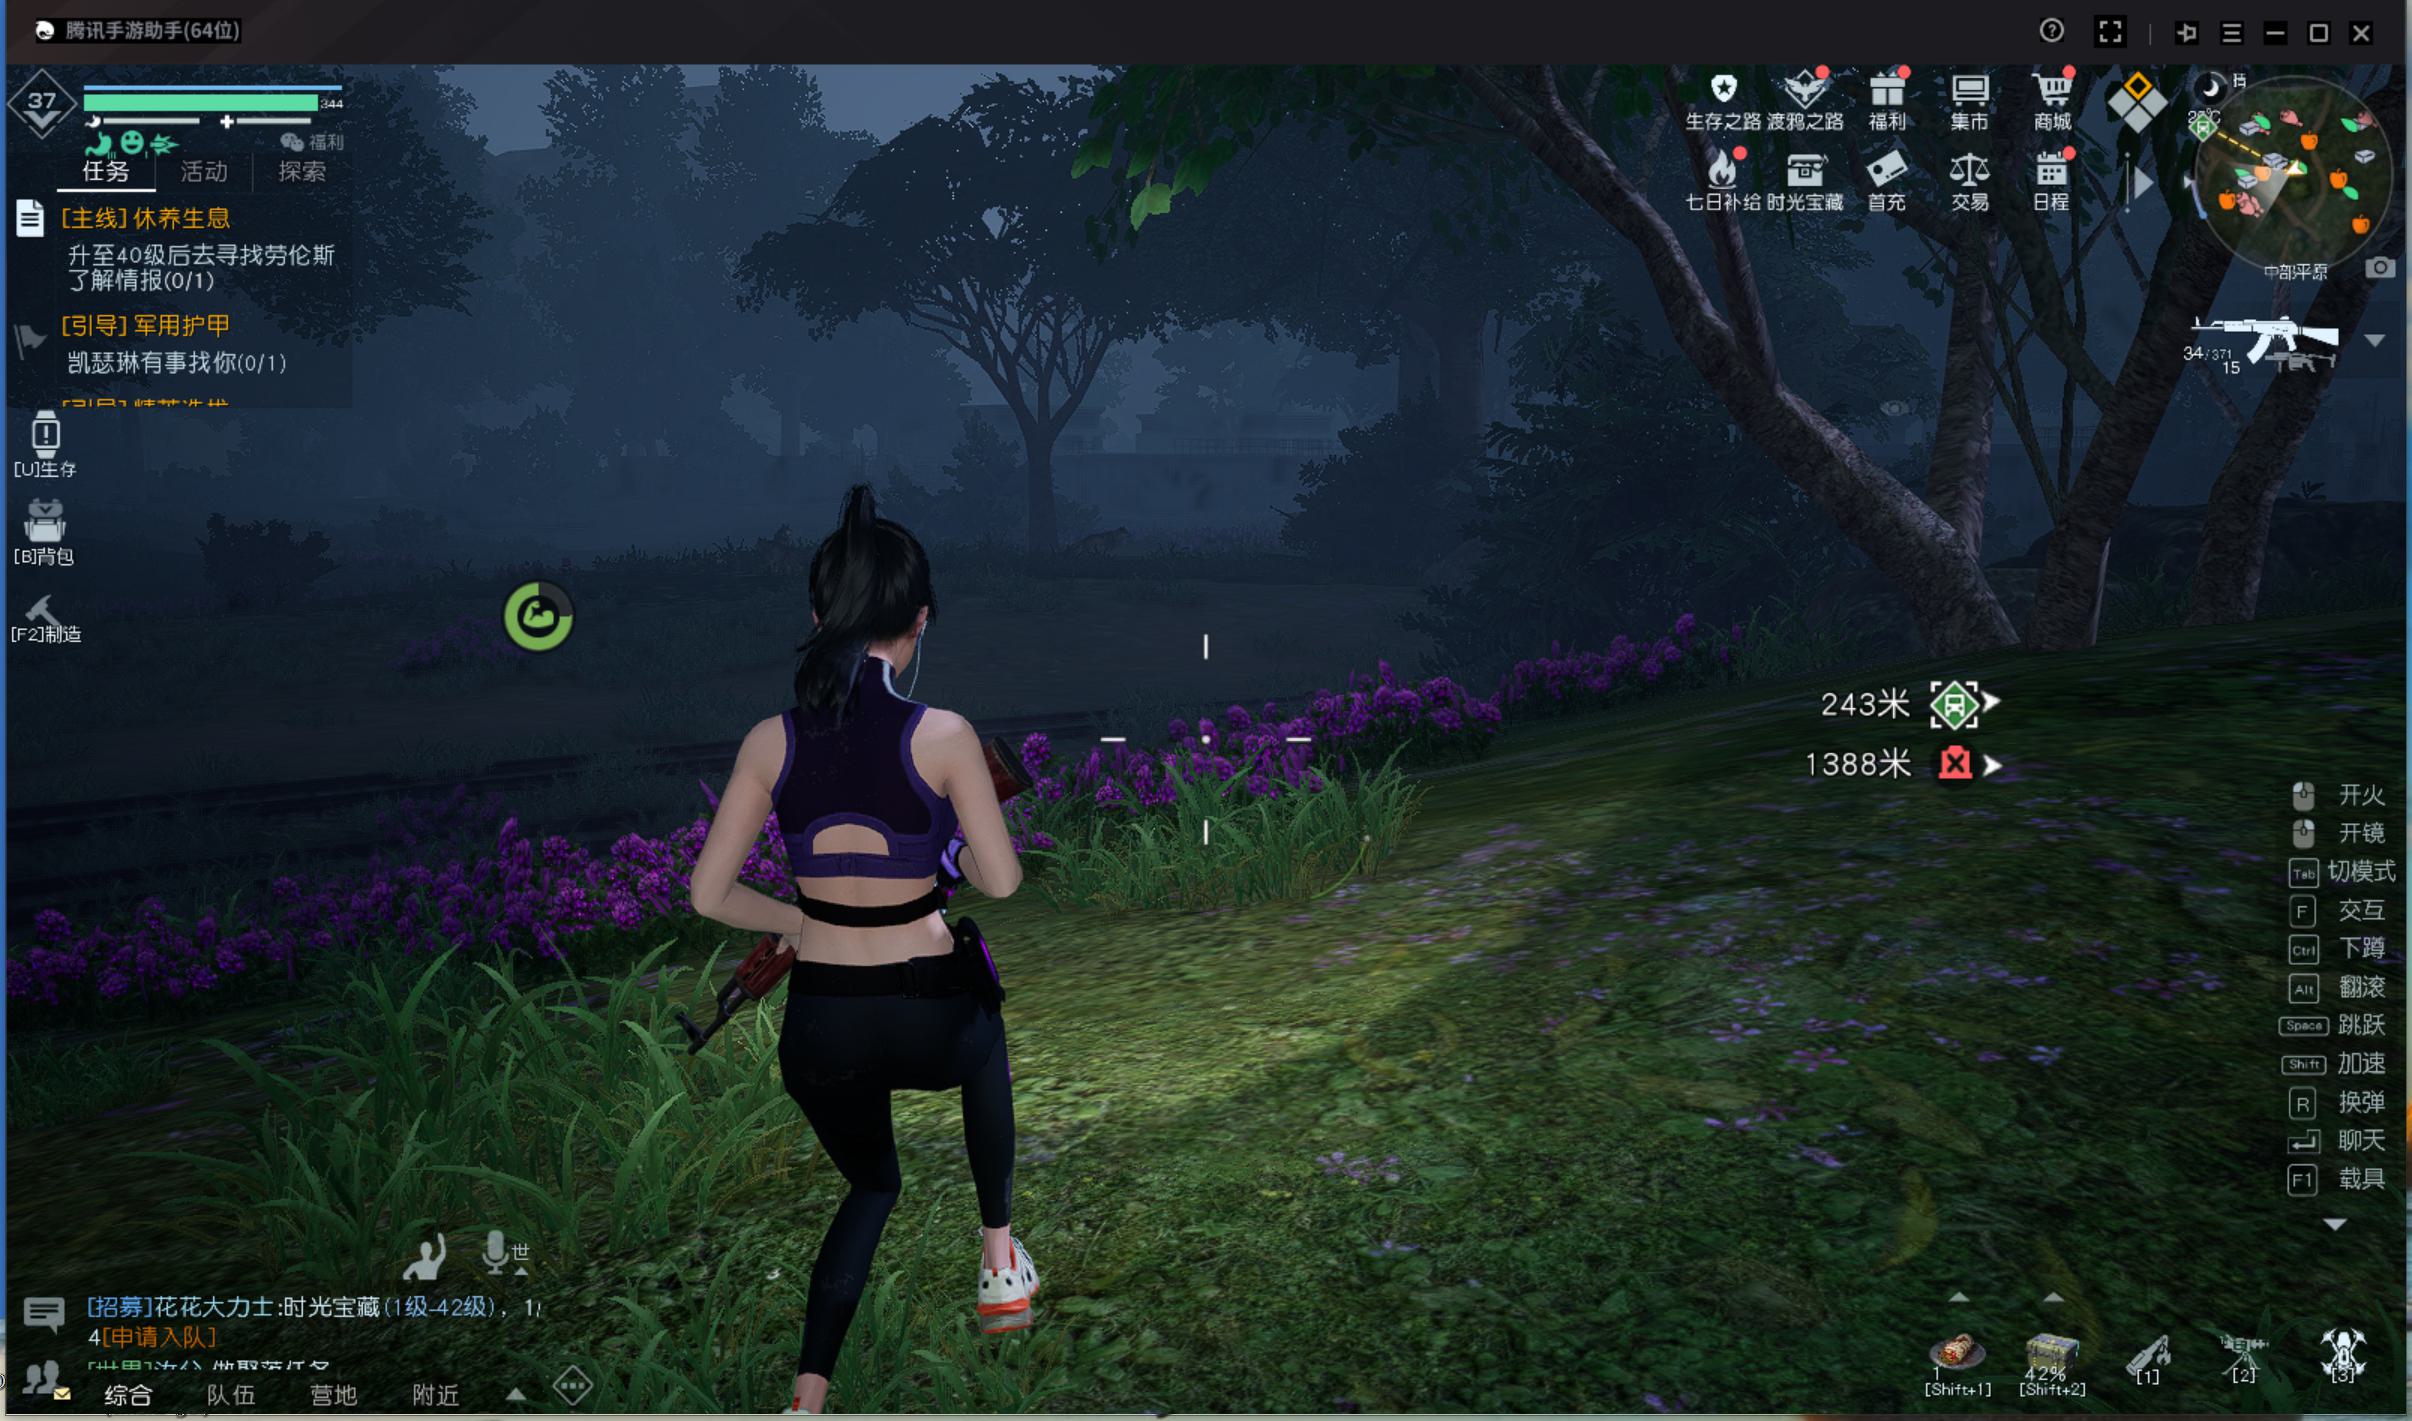 腾讯手游助手(64位)
37
344
福利
任务 活动 探索
[主线] 休养生息
升至40级后去寻找劳伦斯
了解情报(0/1)
[引导] 军用护甲
凯瑟琳有事找你(0/1)
[U]生存
[B]背包
[F2]制造
生存之路 渡鸦之路 福利 集市 商城
七日补给 时光宝藏 首充 交易 日程
中部平原
34/371
15
243米
1388米
开火
开镜
Tab 切模式
F 交互
Ctrl 下蹲
Alt 翻滚
Space 跳跃
Shift 加速
R 换弹
聊天
F1 载具
世
[招募]花花大力士:时光宝藏(1级-42级)，1/
4[申请入队]
综合 队伍 营地 附近
1 42%
[Shift+1] [Shift+2] [1] [2] [3]